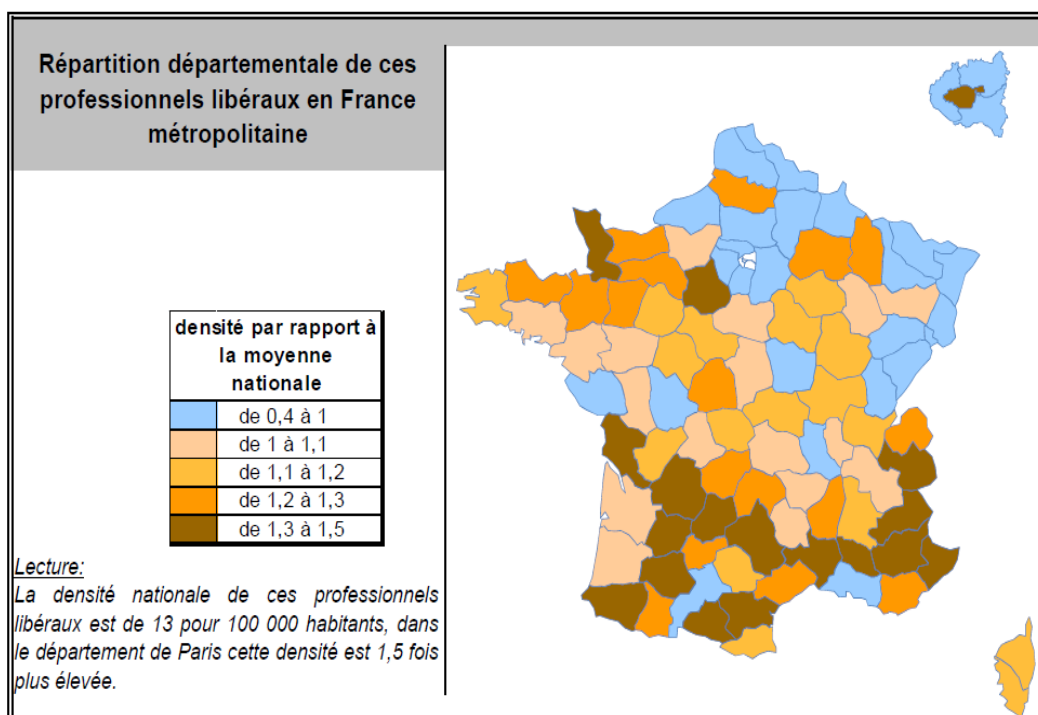 Répartition départementale de ces
professionnels libéraux en France
métropolitaine
densité par rapport à
la moyenne
nationale
de 0,4 à 1
de 1 à 1,1
de 1,1 à 1,2
de 1,2 à 1,3
de 1,3 à 1,5
Lecture:
La densité nationale de ces professionnels
libéraux est de 13 pour 100 000 habitants, dans
le département de Paris cette densité est 1,5 fois
plus élevée.